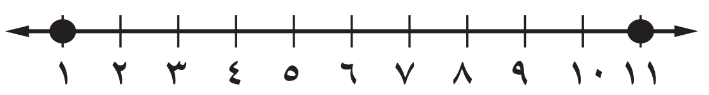 ١ ٢ ٣ ٤ ٥ ٦ ٧ ٨ ٩ ١٠ ١١